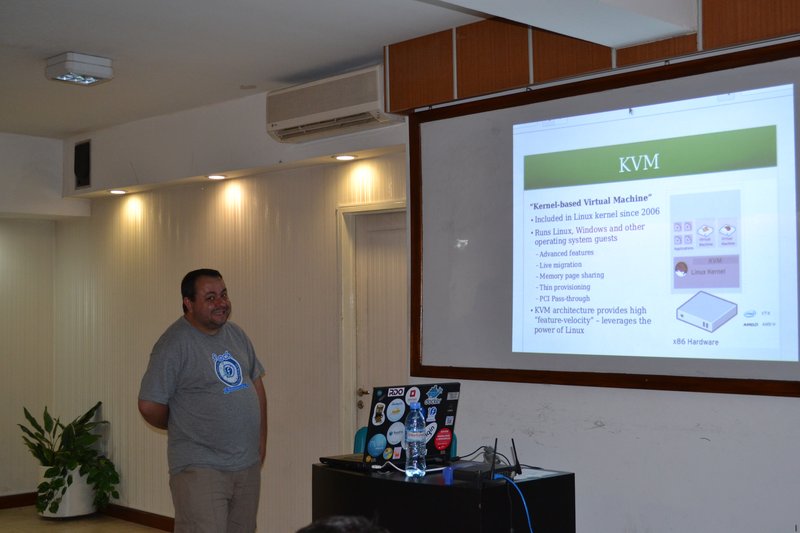 KVM
“Kernel-based Virtual Machine”
• Included in Linux kernel since 2006
• Runs Linux, Windows and other
operating system guests
– Advanced features
– Live migration
– Memory page sharing
– Thin provisioning
– PCI Pass-through
• KVM architecture provides high
“feature-velocity” – leverages the
power of Linux
KVM
Linux Kernel
x86 Hardware
RDO
docker